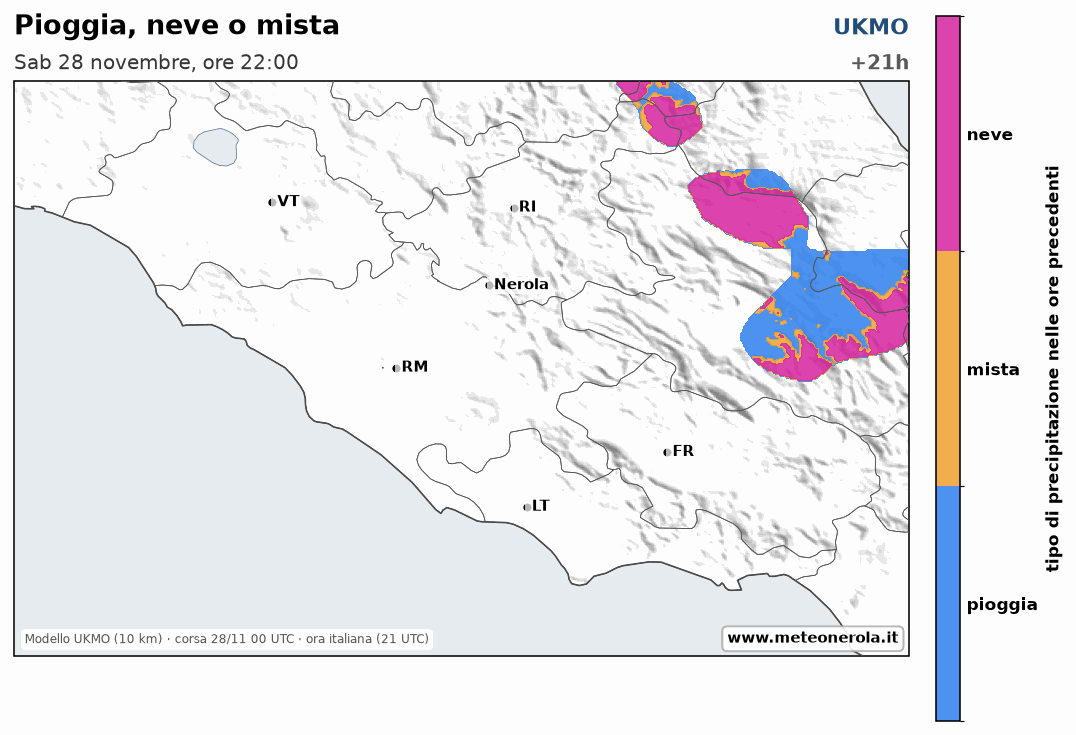 Pioggia, neve o mista
UKMO
Sab 28 novembre, ore 22:00
+21h
VT
RI
Nerola
RM
FR
LT
Modello UKMO (10 km) · corsa 28/11 00 UTC · ora italiana (21 UTC)
www.meteonerola.it
neve
mista
pioggia
tipo di precipitazione nelle ore precedenti